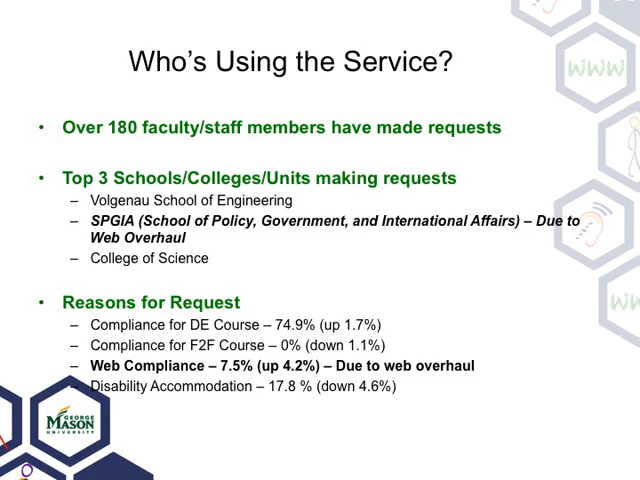 Who's Using the Service?
• Over 180 faculty/staff members have made requests
• Top 3 Schools/Colleges/Units making requests
– Volgenau School of Engineering
– SPGIA (School of Policy, Government, and International Affairs) – Due to
Web Overhaul
– College of Science
• Reasons for Request
– Compliance for DE Course – 74.9% (up 1.7%)
– Compliance for F2F Course – 0% (down 1.1%)
– Web Compliance – 7.5% (up 4.2%) – Due to web overhaul
– Disability Accommodation – 17.8 % (down 4.6%)
www
www
GEORGE
MASON
UNIVERSITY